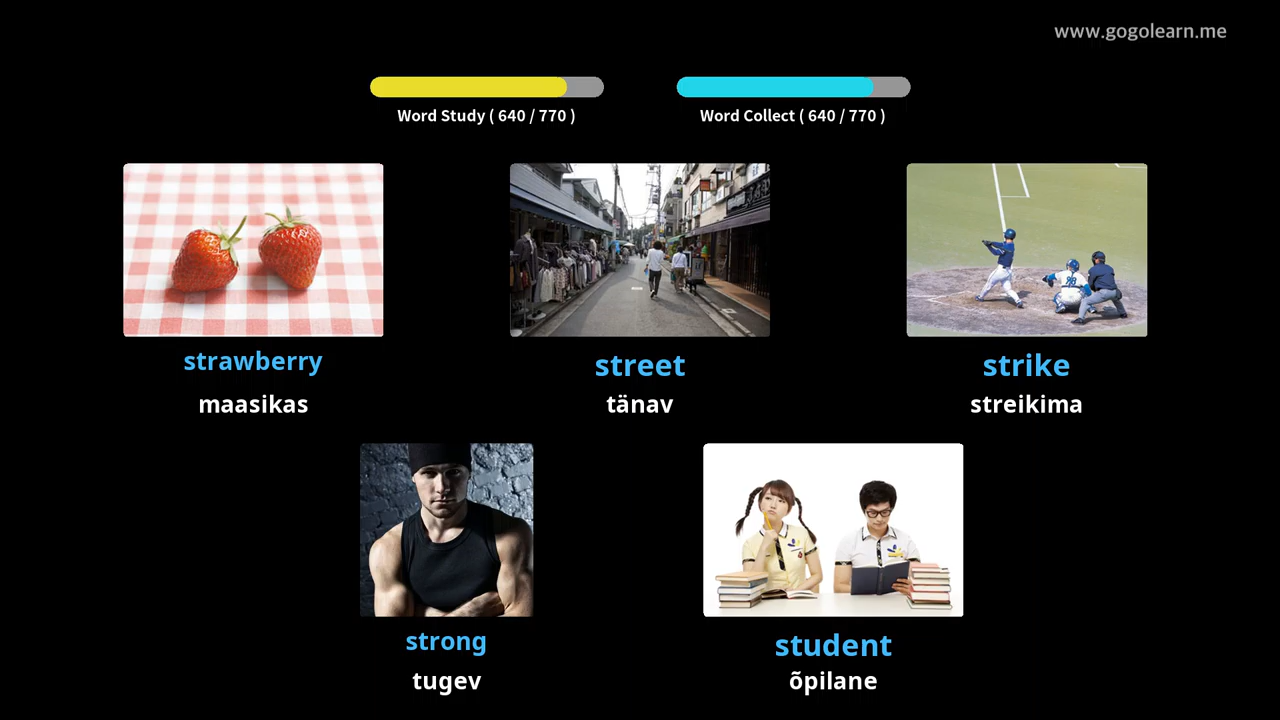 www.gogolearn.me
Word Study ( 640 / 770 )
Word Collect ( 640 / 770 )
strawberry
maasikas
street
tänav
strike
streikima
strong
tugev
student
õpilane